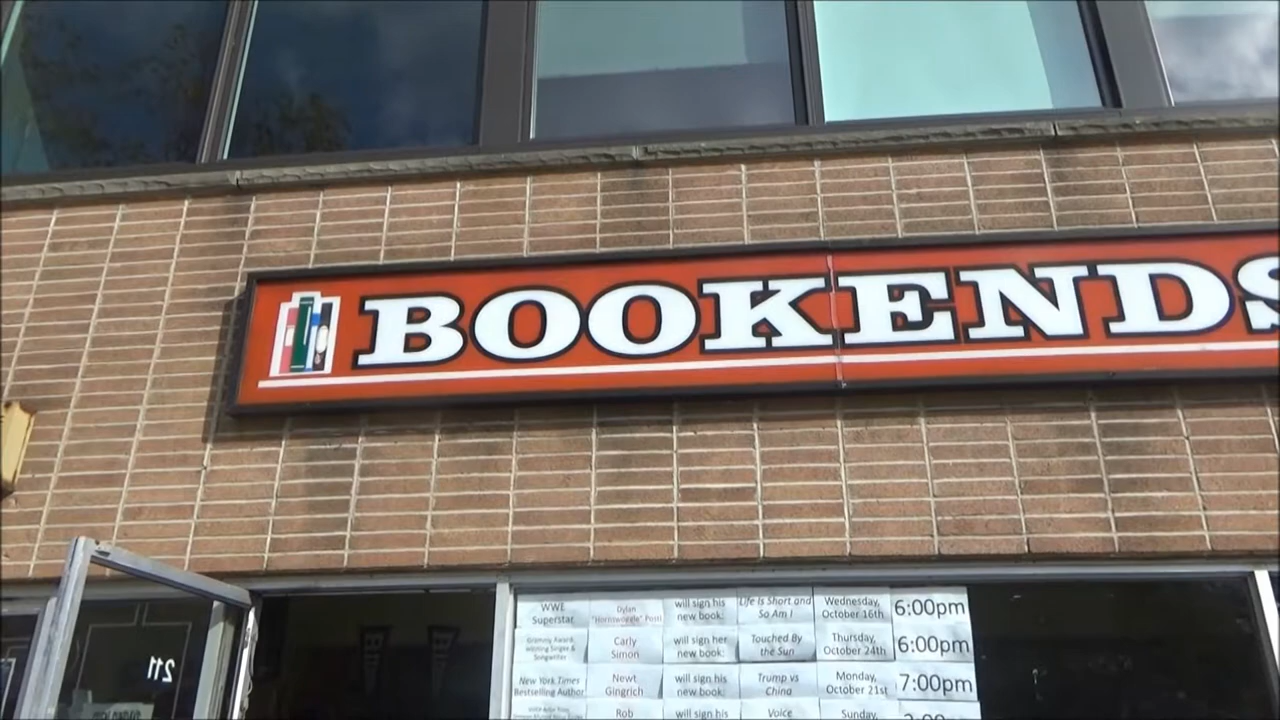 BOOKENDS
WWE Superstar Dylan "Hornswoggle" Postl will sign his new book: Life Is Short and So Am I Wednesday, October 16th 6:00pm
Grammy Award winning Singer & Songwriter Carly Simon will sign her new book: Touched By the Sun Thursday, October 24th 6:00pm
New York Times Bestselling Author Newt Gingrich will sign his new book: Trump vs China Monday, October 21st 7:00pm
Rob will sign his Voice Sunday,
211